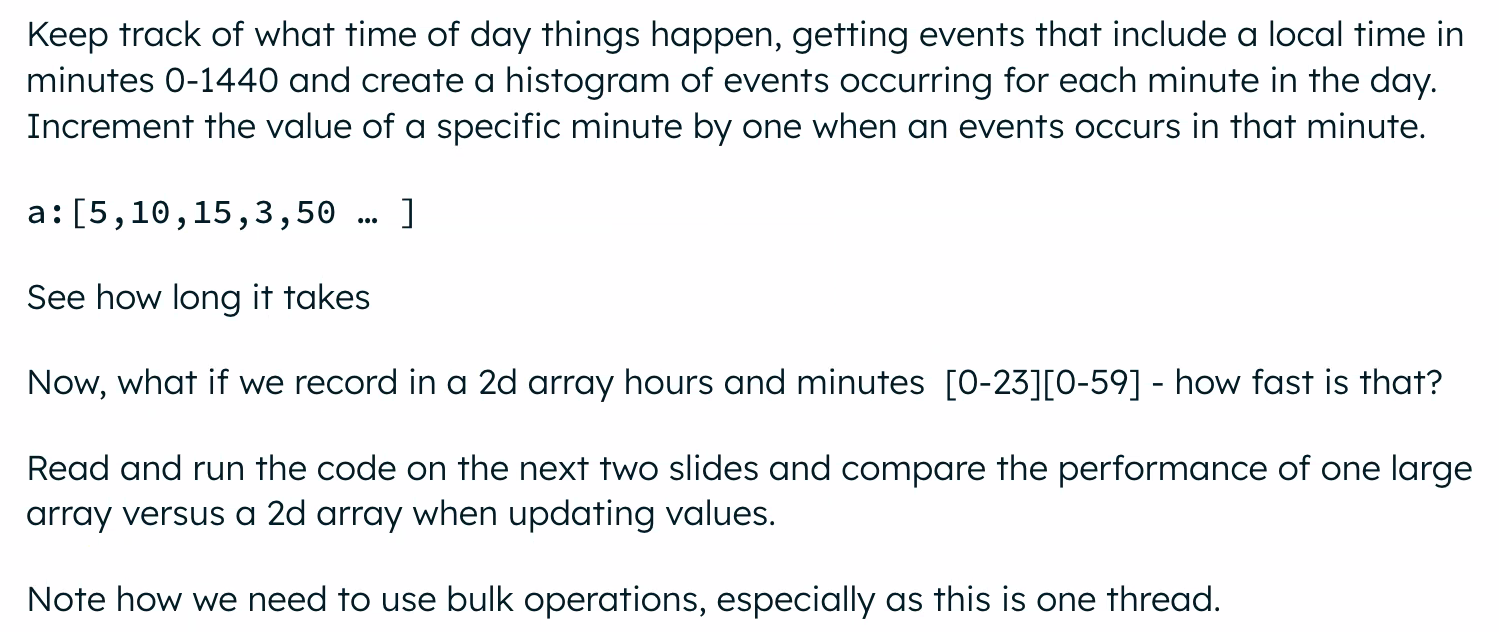 Keep track of what time of day things happen, getting events that include a local time in
minutes 0-1440 and create a histogram of events occurring for each minute in the day.
Increment the value of a specific minute by one when an events occurs in that minute.
a:[5,10,15,3,50 … ]
See how long it takes
Now, what if we record in a 2d array hours and minutes  [0-23][0-59] - how fast is that?
Read and run the code on the next two slides and compare the performance of one large
array versus a 2d array when updating values.
Note how we need to use bulk operations, especially as this is one thread.